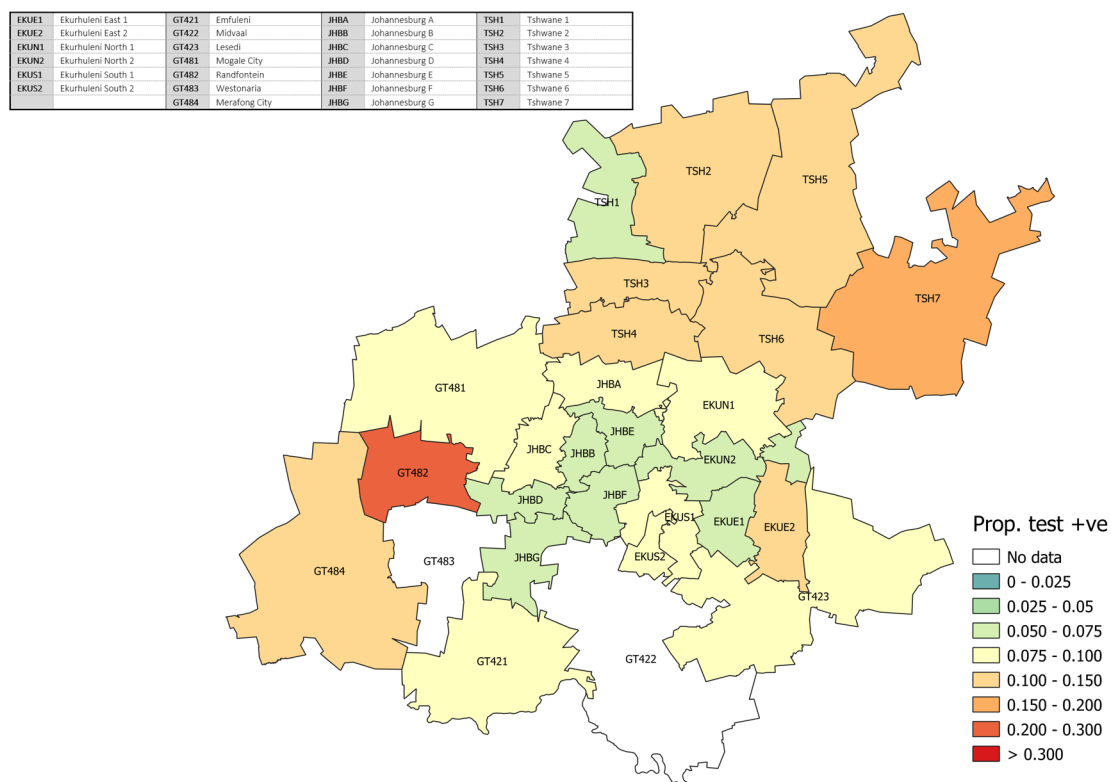 EKUE1 Ekurhuleni East 1 GT421 Emfuleni JHBA Johannesburg A TSH1 Tshwane 1
EKUE2 Ekurhuleni East 2 GT422 Midvaal JHBB Johannesburg B TSH2 Tshwane 2
EKUN1 Ekurhuleni North 1 GT423 Lesedi JHBC Johannesburg C TSH3 Tshwane 3
EKUN2 Ekurhuleni North 2 GT481 Mogale City JHBD Johannesburg D TSH4 Tshwane 4
EKUS1 Ekurhuleni South 1 GT482 Randfontein JHBE Johannesburg E TSH5 Tshwane 5
EKUS2 Ekurhuleni South 2 GT483 Westonaria JHBF Johannesburg F TSH6 Tshwane 6
GT484 Merafong City JHBG Johannesburg G TSH7 Tshwane 7
TSH2
TSH5
TSH1
TSH3
TSH7
TSH4
TSH6
GT481
JHBA
EKUN1
JHBE
JHBC
JHBB
EKUN2
GT482
JHBD
JHBF
EKUS1
EKUE1
EKUE2
GT483
JHBG
EKUS2
GT484
GT423
GT421
GT422
Prop. test +ve
No data
0 - 0.025
0.025 - 0.05
0.050 - 0.075
0.075 - 0.100
0.100 - 0.150
0.150 - 0.200
0.200 - 0.300
> 0.300